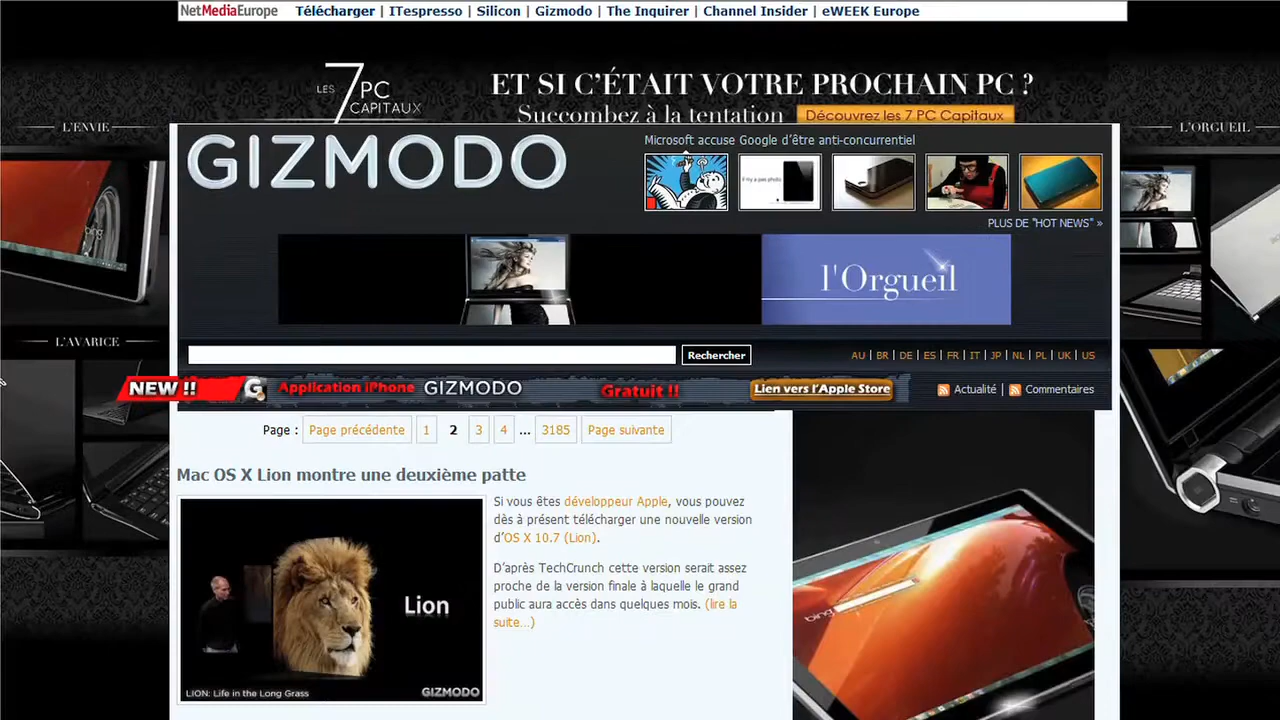 NetMediaEurope Télécharger | ITespresso | Silicon | Gizmodo | The Inquirer | Channel Insider | eWEEK Europe
LES 7 PC CAPITAUX
ET SI C'ÉTAIT VOTRE PROCHAIN PC ?
Succombez à la tentation Découvrez les 7 PC Capitaux
L'ENVIE
L'ORGUEIL
GIZMODO
Microsoft accuse Google d'être anti-concurrentiel
Il n'y a pas photo
PLUS DE "HOT NEWS" »
bing
l'Orgueil
L'AVARICE
Rechercher
AU | BR | DE | ES | FR | IT | JP | NL | PL | UK | US
NEW !! G Application iPhone GIZMODO Gratuit !! Lien vers l'Apple Store
Actualité | Commentaires
Page : Page précédente 1 2 3 4 ... 3185 Page suivante
Mac OS X Lion montre une deuxième patte
Si vous êtes développeur Apple, vous pouvez
dès à présent télécharger une nouvelle version
d'OS X 10.7 (Lion).
D'après TechCrunch cette version serait assez
proche de la version finale à laquelle le grand
public aura accès dans quelques mois. (lire la
suite...)
Lion
LION: Life in the Long Grass GIZMODO
bing